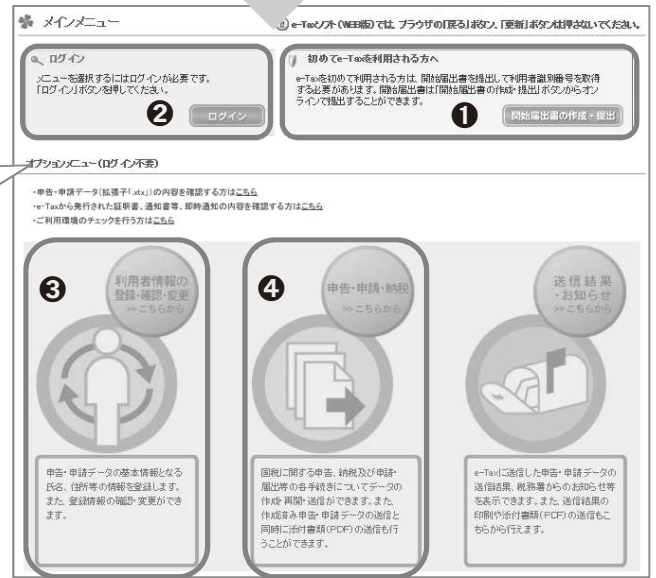 メインメニュー
e-Taxソフト(WEB版)では、ブラウザの「戻る」ボタン、「更新」ボタンは押さないでください。
ログイン
メニューを選択するにはログインが必要です。
「ログイン」ボタンを押してください。
❷
ログイン
初めてe-Taxを利用される方へ
e-Taxを初めて利用される方は、開始届出書を提出して利用者識別番号を取得
する必要があります。開始届出書は「開始届出書の作成・提出」ボタンからオン
ラインで提出することができます。
❶
開始届出書の作成・提出
オプションメニュー(ログイン不要)
・申告・申請データ(拡張子「.xtx」)の内容を確認する方はこちら
・e-Taxから発行された証明書、通知書等、即時通知の内容を確認する方はこちら
・ご利用環境のチェックを行う方はこちら
❸
利用者情報の
登録・確認・変更
>>こちらから
申告・申請データの基本情報となる
氏名、住所等の情報を登録します。
また、登録情報の確認・変更ができ
ます。
❹
申告・申請・納税
>>こちらから
国税に関する申告、納税及び申請・
届出等の各手続きについてデータの
作成・再開・送信ができます。また、
作成済み申告・申請データの送信と
同時に添付書類(PDF)の送信も行
うことができます。
送信結果
・お知らせ
>>こちらから
e-Taxに送信した申告・申請データの
送信結果、税務署からのお知らせ等
を表示できます。また、送信結果の
印刷や添付書類(PDF)の送信もこ
ちらから行えます。